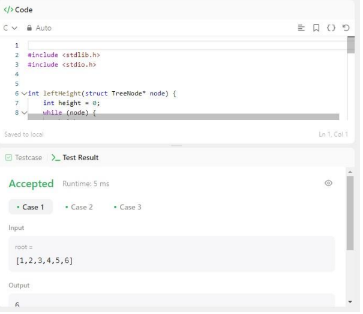 </> Code
C Auto
1
2 #include <stdlib.h>
3 #include <stdio.h>
4
5
6 int leftHeight(struct TreeNode* node) {
7 int height = 0;
8 while (node) {
Saved to local Ln 1, Col 1
Testcase >_ Test Result
Accepted Runtime: 5 ms
• Case 1 • Case 2 • Case 3
Input
root =
[1,2,3,4,5,6]
Output
6